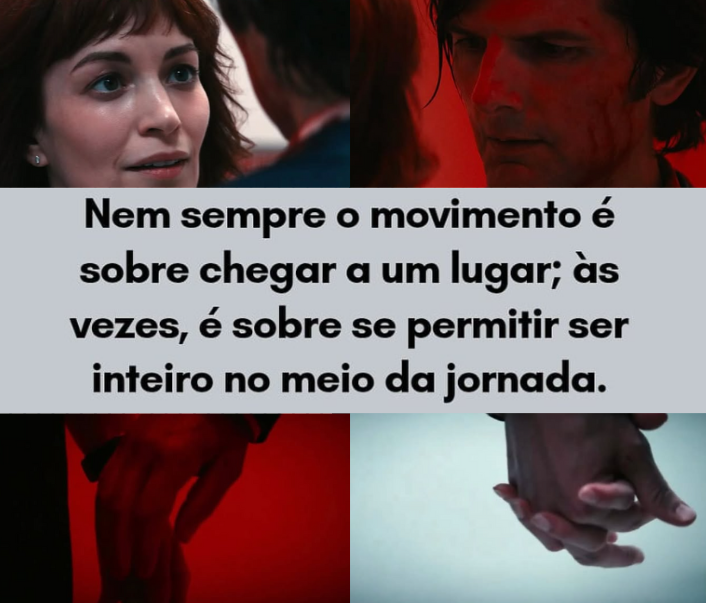 Nem sempre o movimento é
sobre chegar a um lugar; às
vezes, é sobre se permitir ser
inteiro no meio da jornada.